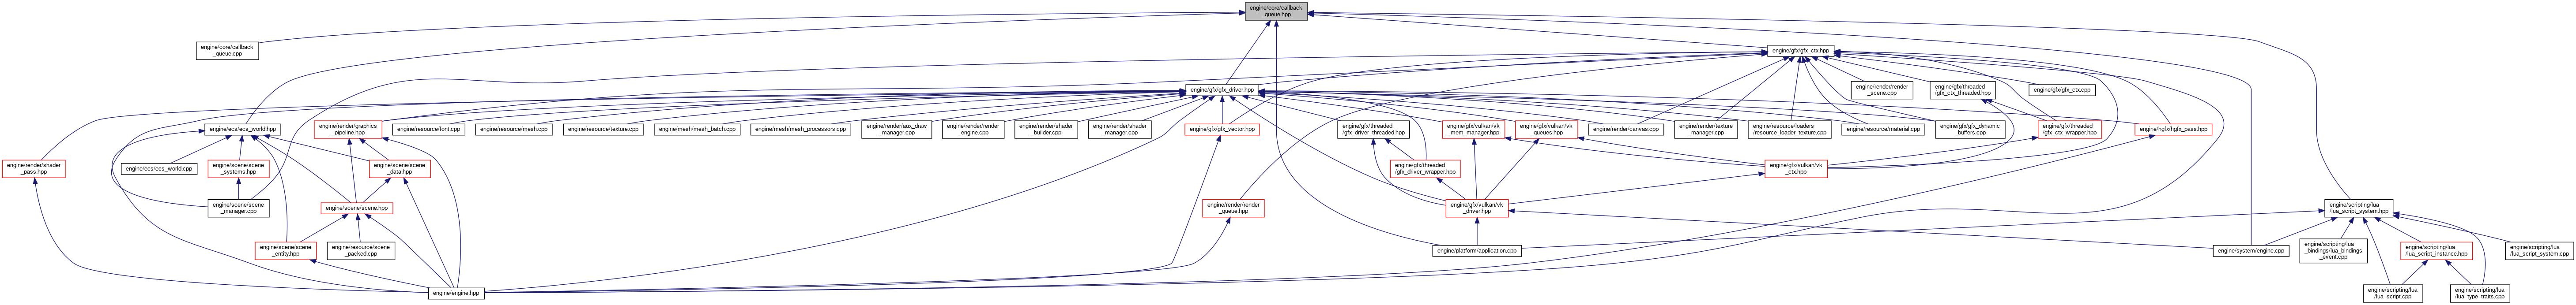 engine/core/callback
_queue.hpp
engine/core/callback
_queue.cpp
engine/gfx/gfx_ctx.hpp
engine/gfx/gfx_driver.hpp
engine/render/render
_scene.cpp
engine/gfx/threaded
/gfx_ctx_threaded.hpp
engine/gfx/gfx_ctx.cpp
engine/ecs/ecs_world.hpp
engine/render/graphics
_pipeline.hpp
engine/resource/font.cpp
engine/resource/mesh.cpp
engine/resource/texture.cpp
engine/mesh/mesh_batch.cpp
engine/mesh/mesh_processors.cpp
engine/render/aux_draw
_manager.cpp
engine/render/render
_engine.cpp
engine/render/shader
_builder.cpp
engine/render/shader
_manager.cpp
engine/gfx/gfx_vector.hpp
engine/gfx/threaded
/gfx_driver_threaded.hpp
engine/gfx/vulkan/vk
_mem_manager.hpp
engine/gfx/vulkan/vk
_queues.hpp
engine/render/canvas.cpp
engine/render/texture
_manager.cpp
engine/resource/loaders
/resource_loader_texture.cpp
engine/resource/material.cpp
engine/gfx/gfx_dynamic
_buffers.cpp
engine/gfx/threaded
/gfx_ctx_wrapper.hpp
engine/hgfx/hgfx_pass.hpp
engine/render/shader
_pass.hpp
engine/ecs/ecs_world.cpp
engine/scene/scene
_systems.hpp
engine/scene/scene
_data.hpp
engine/gfx/threaded
/gfx_driver_wrapper.hpp
engine/gfx/vulkan/vk
_ctx.hpp
engine/scene/scene
_manager.cpp
engine/scene/scene.hpp
engine/render/render
_queue.hpp
engine/gfx/vulkan/vk
_driver.hpp
engine/scripting/lua
/lua_script_system.hpp
engine/scene/scene
_entity.hpp
engine/resource/scene
_packed.cpp
engine/platform/application.cpp
engine/system/engine.cpp
engine/scripting/lua
_bindings/lua_bindings
_event.cpp
engine/scripting/lua
/lua_script_instance.hpp
engine/scripting/lua
/lua_script_system.cpp
engine/engine.hpp
engine/scripting/lua
/lua_script.cpp
engine/scripting/lua
/lua_type_traits.cpp